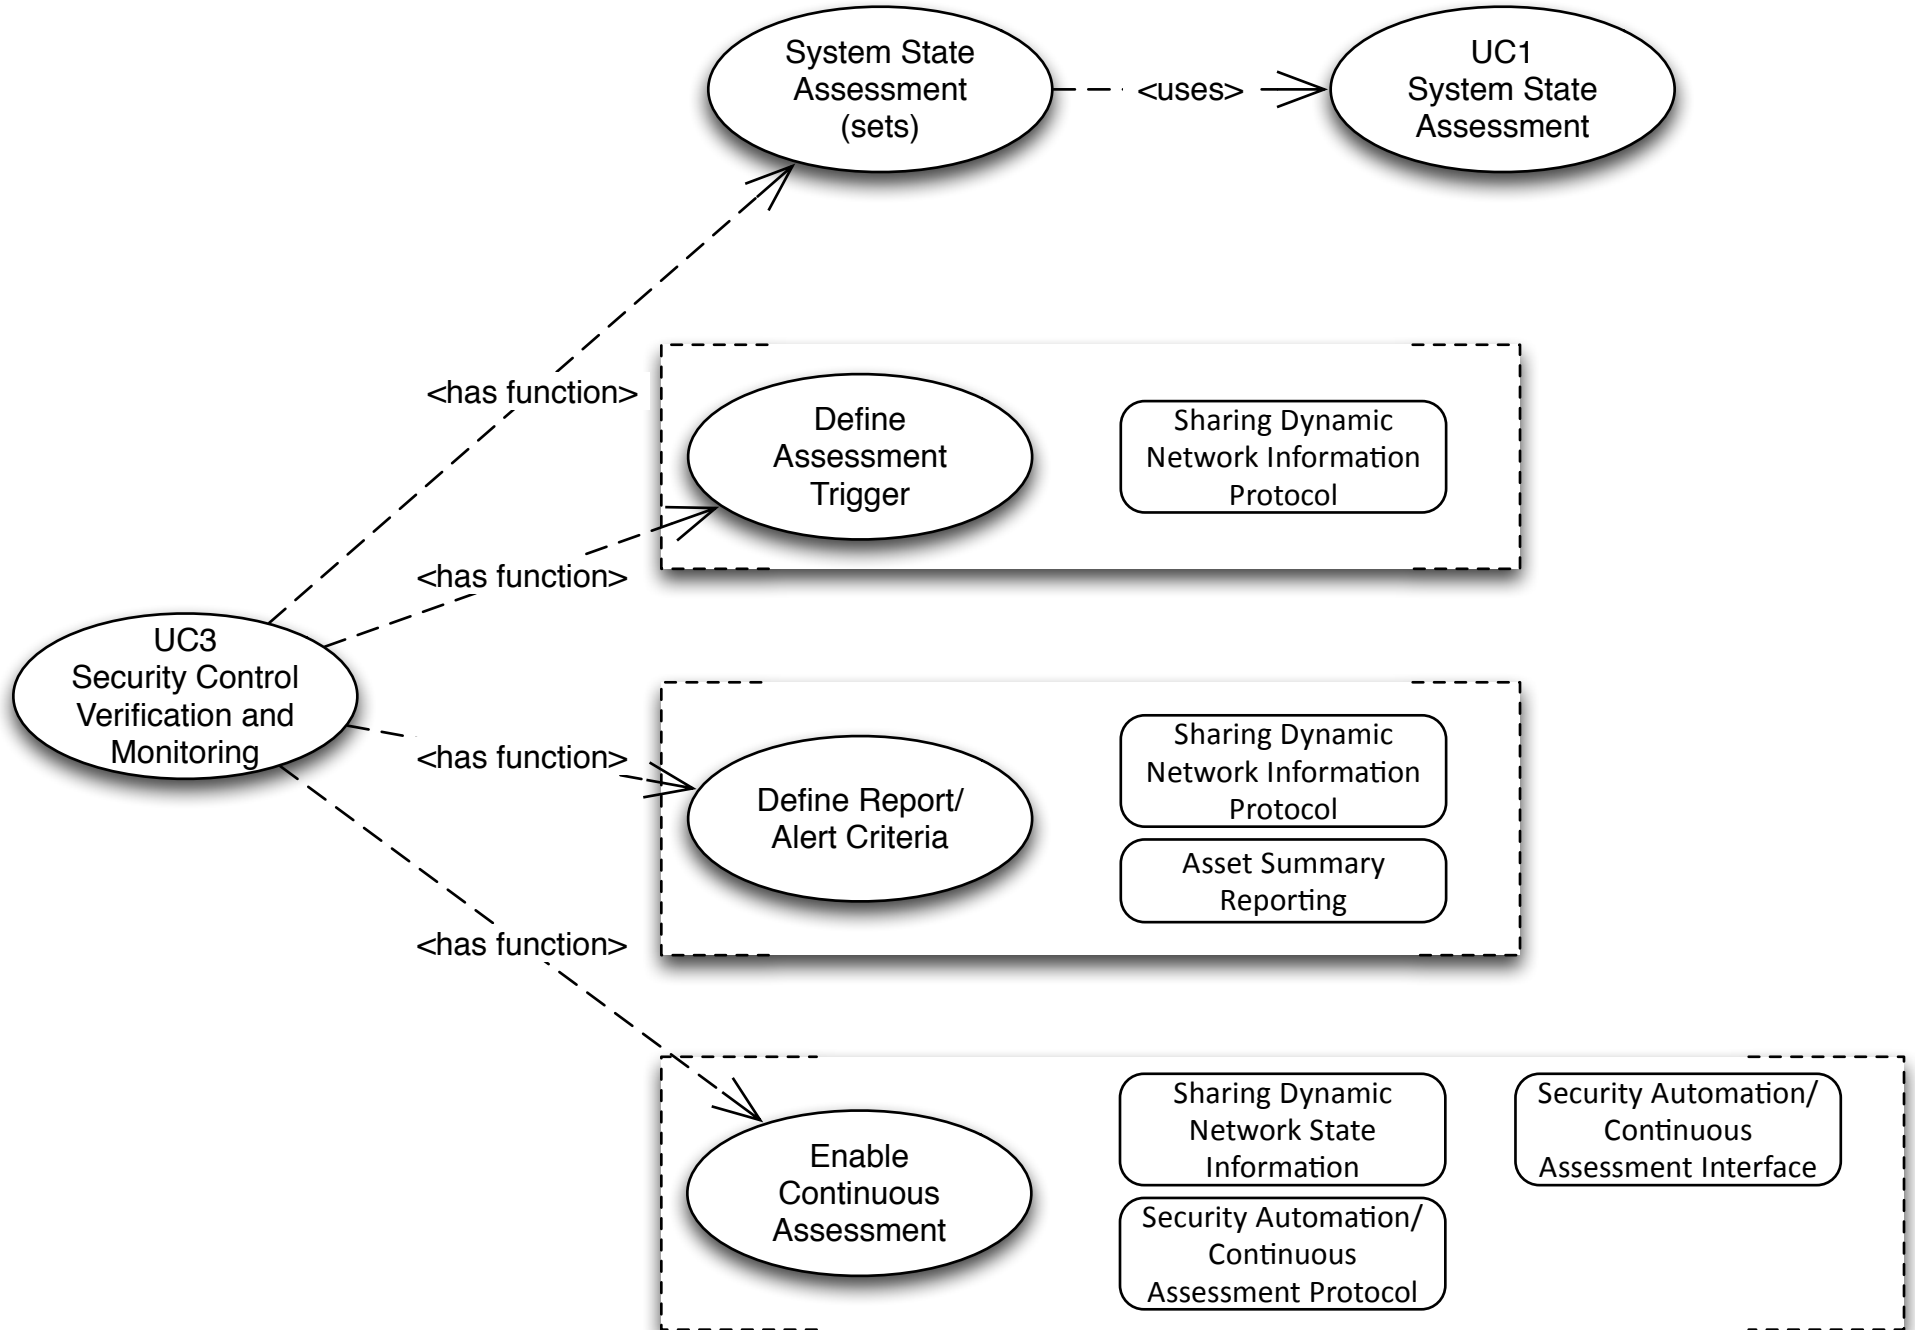 System State
Assessment
(sets)
<uses>
UC1
System State
Assessment
<has function>
Define
Assessment
Trigger
Sharing Dynamic
Network Information
Protocol
<has function>
UC3
Security Control
Verification and
Monitoring
<has function>
Define Report/
Alert Criteria
Sharing Dynamic
Network Information
Protocol
Asset Summary
Reporting
<has function>
Enable
Continuous
Assessment
Sharing Dynamic
Network State
Information
Security Automation/
Continuous
Assessment Protocol
Security Automation/
Continuous
Assessment Interface